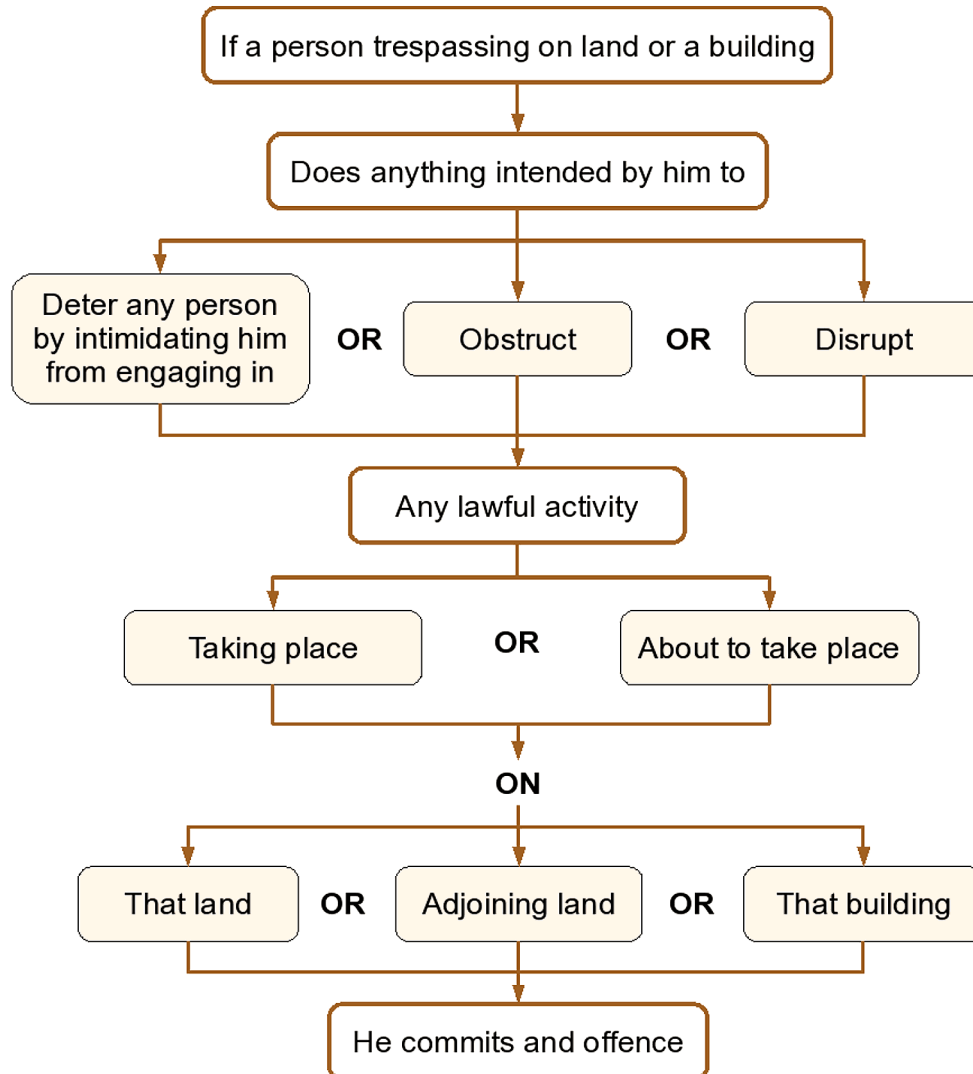 If a person trespassing on land or a building
Does anything intended by him to
Deter any person
by intimidating him
from engaging in
OR
Obstruct
OR
Disrupt
Any lawful activity
Taking place
OR
About to take place
ON
That land
OR
Adjoining land
OR
That building
He commits and offence